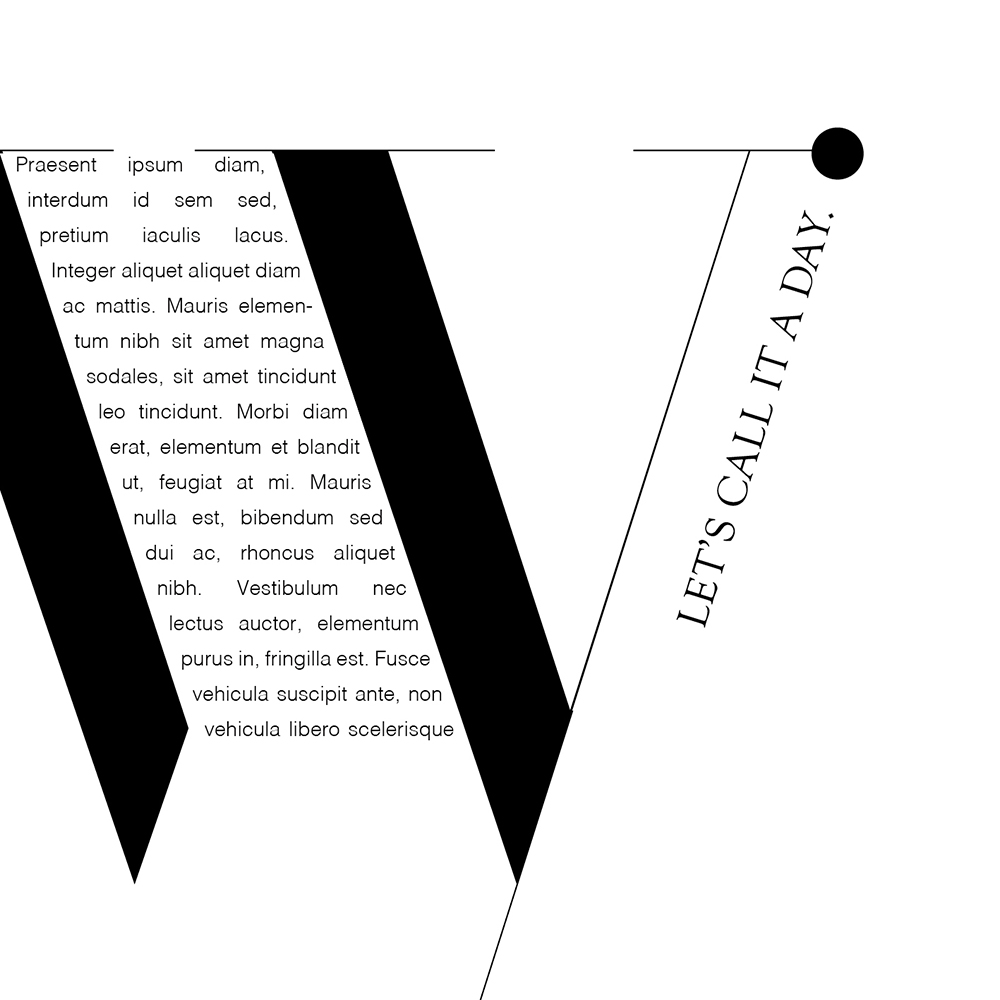 Praesent ipsum diam,
interdum id sem sed,
pretium iaculis lacus.
Integer aliquet aliquet diam
ac mattis. Mauris elemen-
tum nibh sit amet magna
sodales, sit amet tincidunt
leo tincidunt. Morbi diam
erat, elementum et blandit
ut, feugiat at mi. Mauris
nulla est, bibendum sed
dui ac, rhoncus aliquet
nibh. Vestibulum nec
lectus auctor, elementum
purus in, fringilla est. Fusce
vehicula suscipit ante, non
vehicula libero scelerisque
LET’S CALL IT A DAY.